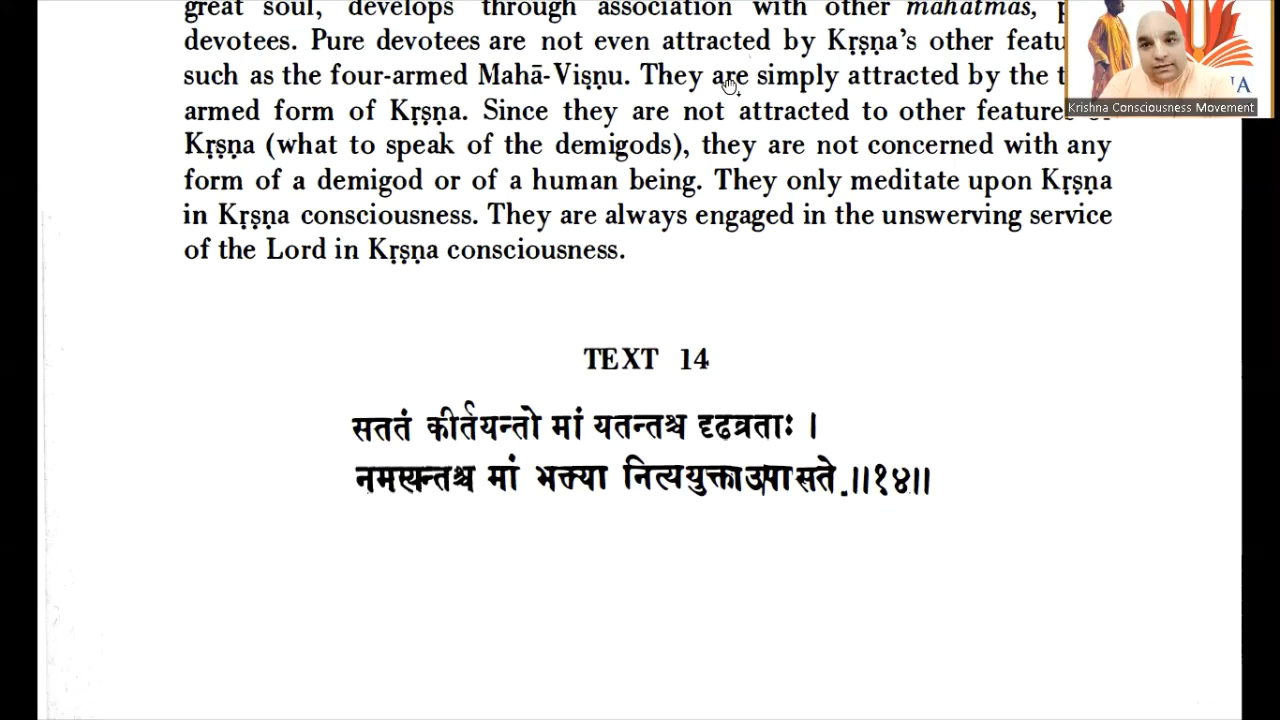 great soul, develops through association with other mahatmas,
devotees. Pure devotees are not even attracted by Kṛṣṇa's other
such as the four-armed Mahā-Viṣṇu. They are simply attracted by the
armed form of Kṛṣṇa. Since they are not attracted to other features
Kṛṣṇa (what to speak of the demigods), they are not concerned with any
form of a demigod or of a human being. They only meditate upon Kṛṣṇa
in Kṛṣṇa consciousness. They are always engaged in the unswerving service
of the Lord in Kṛṣṇa consciousness.
TEXT 14
सततं कीर्तयन्तो मां यतन्तश्च दृढव्रताः ।
नमस्यन्तश्च मां भक्त्या नित्ययुक्ता उपासते ॥१४॥
Krishna Consciousness Movement